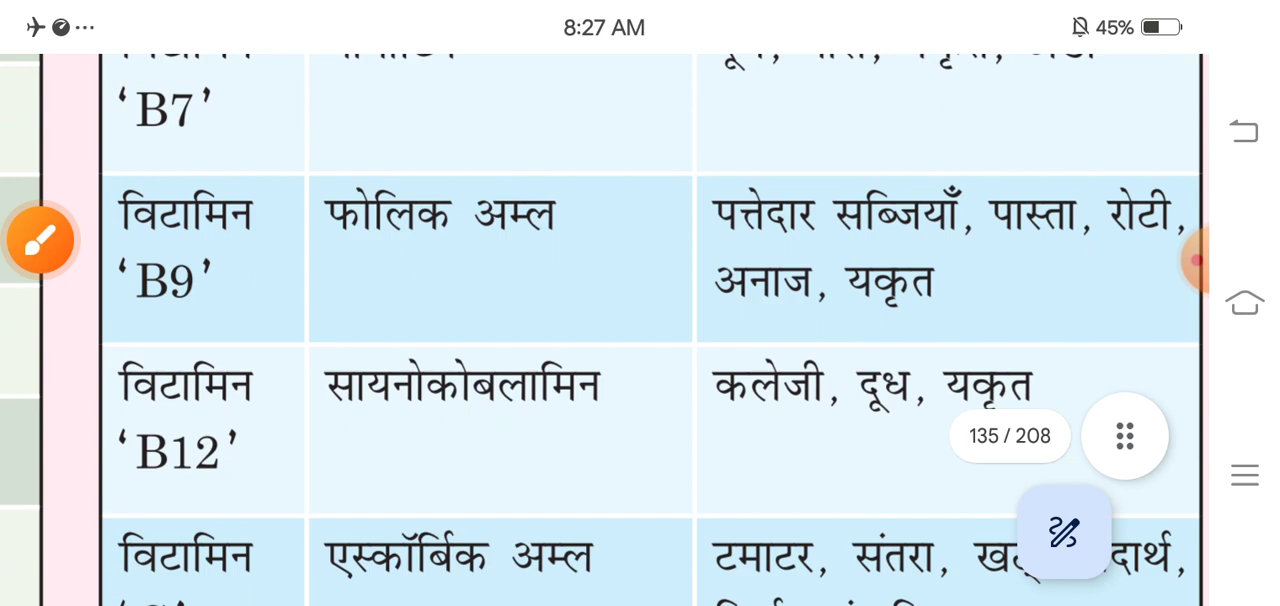 8:27 AM
45%
‘B7’
विटामिन फोलिक अम्ल पत्तेदार सब्जियाँ, पास्ता, रोटी,
‘B9’ अनाज, यकृत
विटामिन सायनोकोबलामिन कलेजी, दूध, यकृत
‘B12’
135 / 208
विटामिन एस्कॉर्बिक अम्ल टमाटर, संतरा,